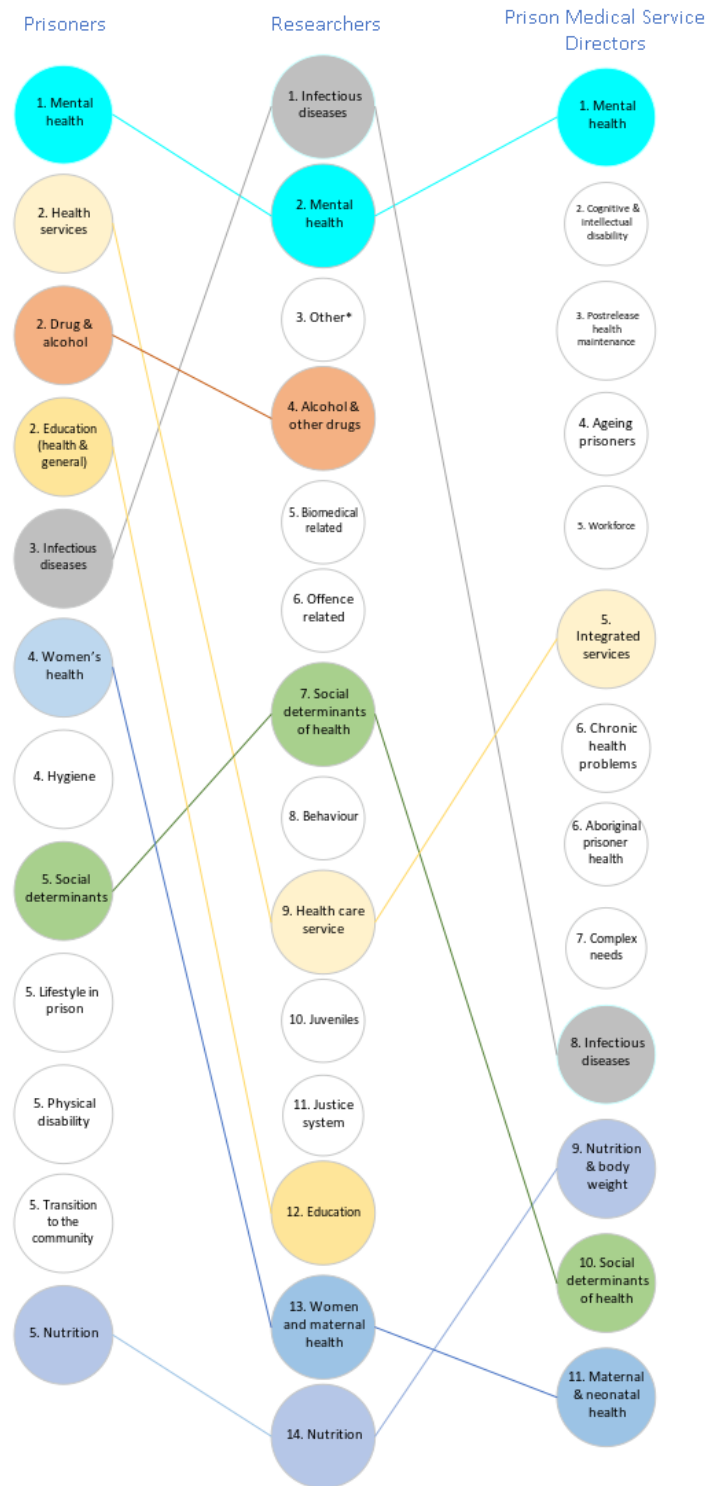 Prisoners
1. Mental
health
2. Health
services
2. Drug &
alcohol
2. Education
(health &
general)
3. Infectious
diseases
4. Women's
health
4. Hygiene
5. Social
determinants
5. Lifestyle in
prison
5. Physical
disability
5. Transition
to the
community
5. Nutrition
Researchers
1. Infectious
diseases
2. Mental
health
3. Other*
4. Alcohol &
other drugs
5. Biomedical
related
6. Offence
related
7. Social
determinants
of health
8. Behaviour
9. Health care
service
10. Juveniles
11. Justice
system
12. Education
13. Women
and maternal
health
14. Nutrition
Prison Medical Service
Directors
1. Mental
health
2. Cognitive &
intellectual
disability
3. Postrelease
health
maintenance
4. Ageing
prisoners
5. Workforce
5.
Integrated
services
6. Chronic
health
problems
6. Aboriginal
prisoner
health
7. Complex
needs
8. Infectious
diseases
9. Nutrition
& body
weight
10. Social
determinants
of health
11. Maternal
& neonatal
health